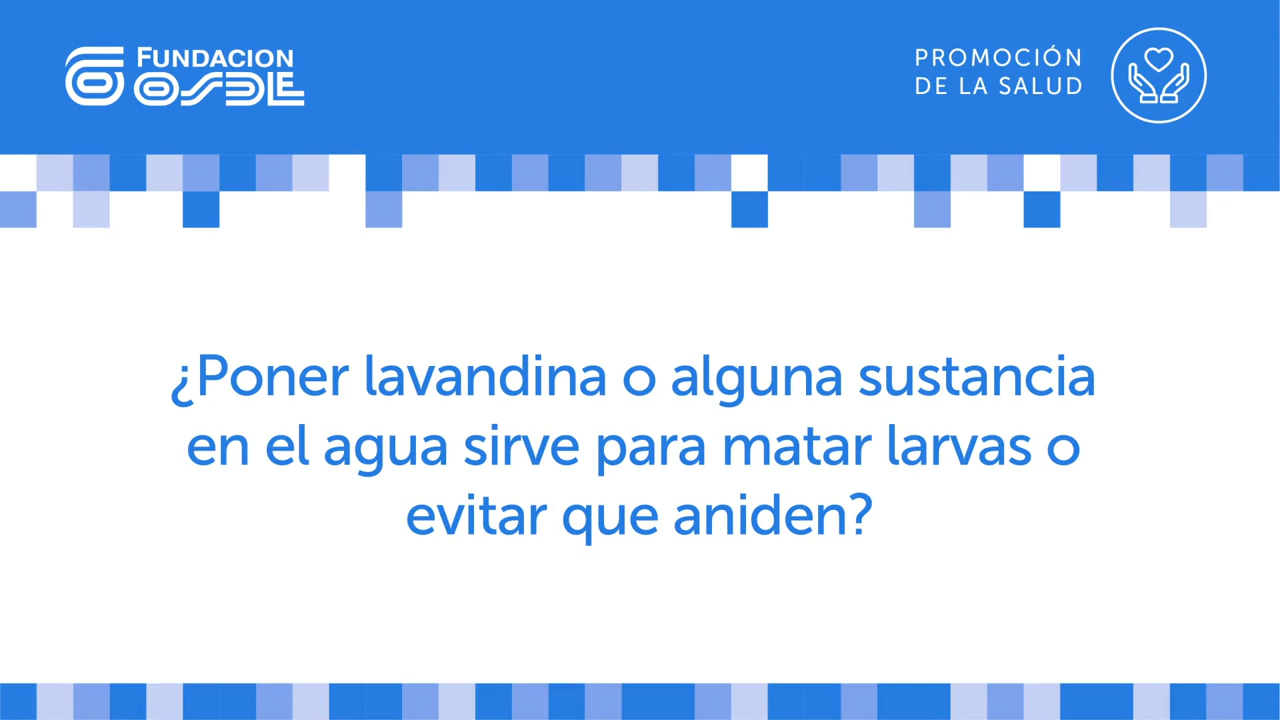 FUNDACION
OSDE
PROMOCIÓN
DE LA SALUD
¿Poner lavandina o alguna sustancia
en el agua sirve para matar larvas o
evitar que aniden?